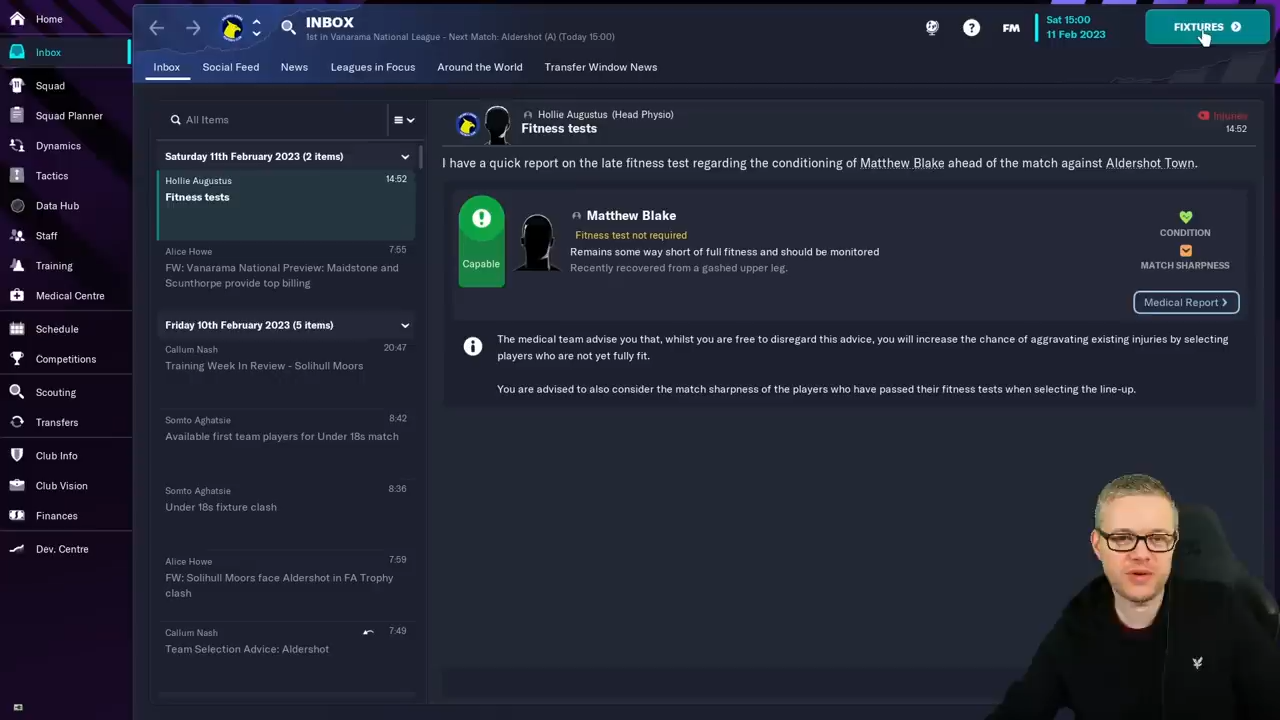 Home
Inbox
Squad
Squad Planner
Dynamics
Tactics
Data Hub
Staff
Training
Medical Centre
Schedule
Competitions
Scouting
Transfers
Club Info
Club Vision
Finances
Dev. Centre
INBOX
1st in Vanarama National League - Next Match: Aldershot (A) (Today 15:00)
FM
Sat 15:00
11 Feb 2023
FIXTURES
Inbox
Social Feed
News
Leagues in Focus
Around the World
Transfer Window News
All Items
Saturday 11th February 2023 (2 items)
Hollie Augustus 14:52
Fitness tests
Alice Howe 7:55
FW: Vanarama National Preview: Maidstone and
Scunthorpe provide top billing
Friday 10th February 2023 (5 items)
Callum Nash 20:47
Training Week In Review - Solihull Moors
Somto Aghatsie 8:42
Available first team players for Under 18s match
Somto Aghatsie 8:36
Under 18s fixture clash
Alice Howe 7:59
FW: Solihull Moors face Aldershot in FA Trophy
clash
Callum Nash 7:49
Team Selection Advice: Aldershot
Hollie Augustus (Head Physio)
Fitness tests
Injuries
14:52
I have a quick report on the late fitness test regarding the conditioning of Matthew Blake ahead of the match against Aldershot Town.
Capable
Matthew Blake
Fitness test not required
Remains some way short of full fitness and should be monitored
Recently recovered from a gashed upper leg.
CONDITION
MATCH SHARPNESS
Medical Report
The medical team advise you that, whilst you are free to disregard this advice, you will increase the chance of aggravating existing injuries by selecting
players who are not yet fully fit.
You are advised to also consider the match sharpness of the players who have passed their fitness tests when selecting the line-up.